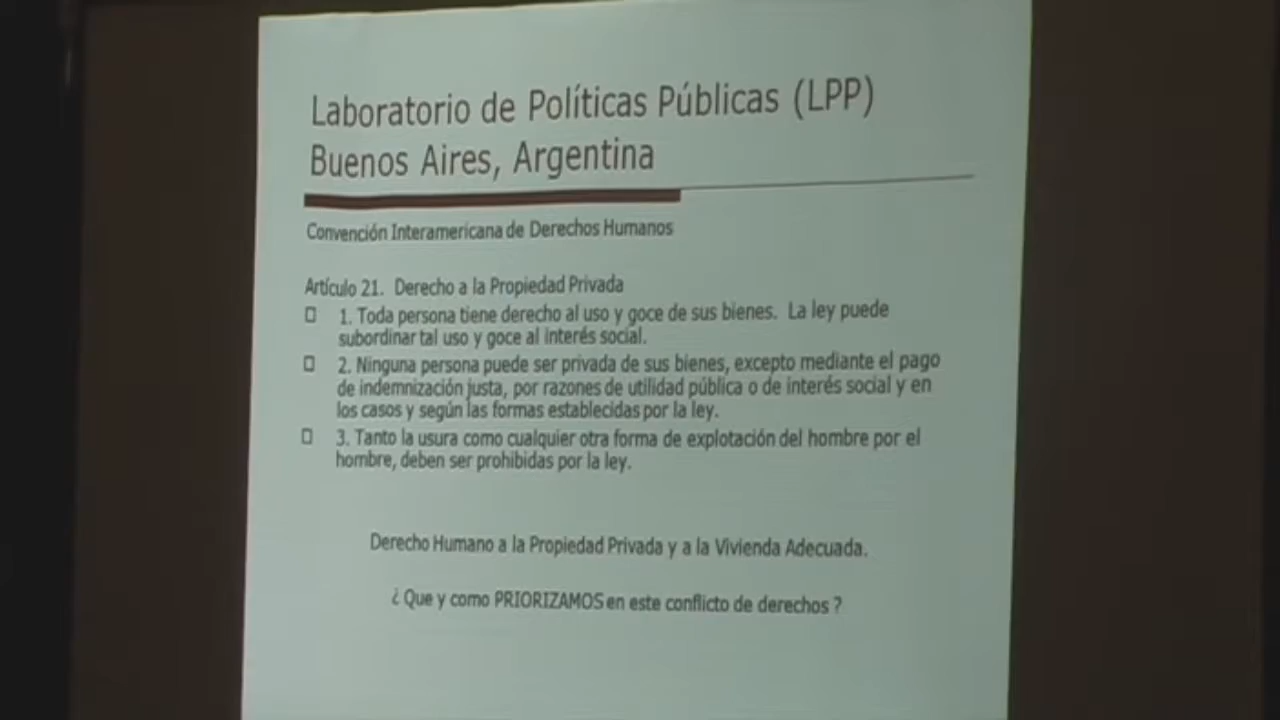 Laboratorio de Políticas Públicas (LPP)
Buenos Aires, Argentina
Convención Interamericana de Derechos Humanos
Artículo 21. Derecho a la Propiedad Privada
1. Toda persona tiene derecho al uso y goce de sus bienes. La ley puede
subordinar tal uso y goce al interés social.
2. Ninguna persona puede ser privada de sus bienes, excepto mediante el pago
de indemnización justa, por razones de utilidad pública o de interés social y en
los casos y según las formas establecidas por la ley.
3. Tanto la usura como cualquier otra forma de explotación del hombre por el
hombre, deben ser prohibidas por la ley.
Derecho Humano a la Propiedad Privada y a la Vivienda Adecuada.
¿ Que y como PRIORIZAMOS en este conflicto de derechos ?